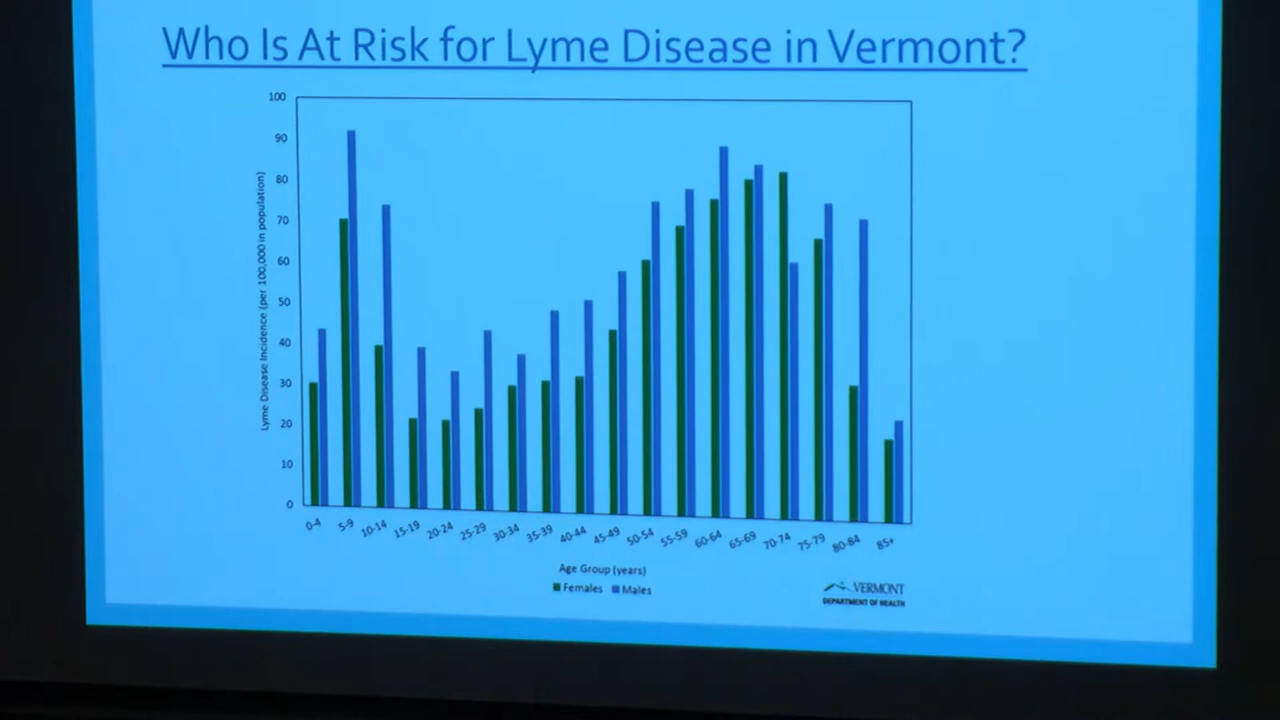 Who Is At Risk for Lyme Disease in Vermont?
Lyme Disease Incidence (per 100,000 in population)
100
90
80
70
60
50
40
30
20
10
0
0-4 5-9 10-14 15-19 20-24 25-29 30-34 35-39 40-44 45-49 50-54 55-59 60-64 65-69 70-74 75-79 80-84 85+
Age Group (years)
Females Males
VERMONT
DEPARTMENT OF HEALTH